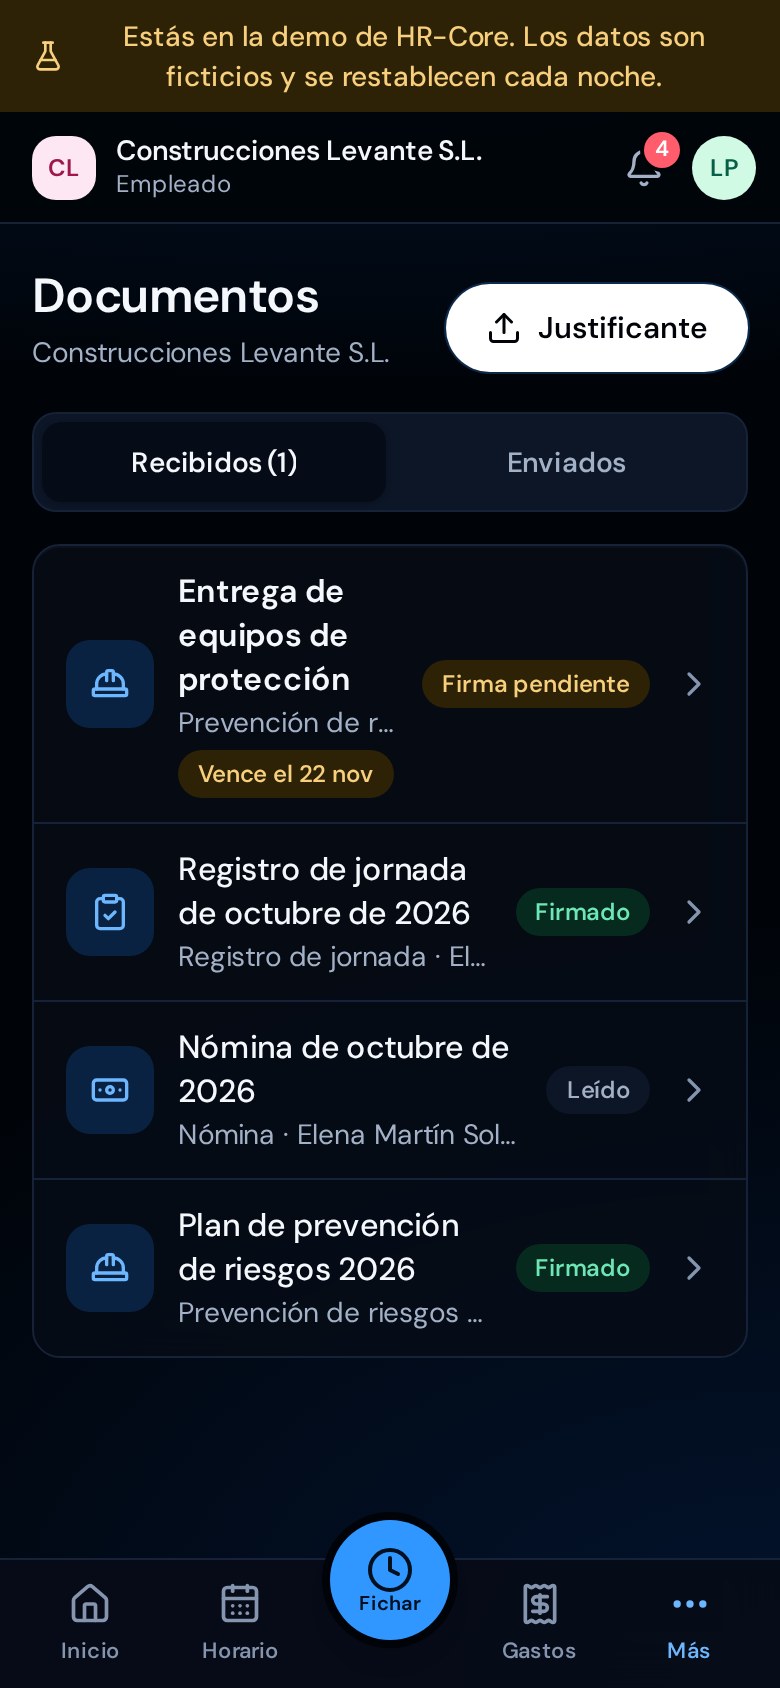 Estás en la demo de HR-Core. Los datos son
ficticios y se restablecen cada noche.
CL
Construcciones Levante S.L.
Empleado
4
LP
Documentos
Construcciones Levante S.L.
Justificante
Recibidos (1)
Enviados
Entrega de
equipos de
protección
Prevención de r...
Vence el 22 nov
Firma pendiente
Registro de jornada
de octubre de 2026
Registro de jornada · El...
Firmado
Nómina de octubre de
2026
Nómina · Elena Martín Sol...
Leído
Plan de prevención
de riesgos 2026
Prevención de riesgos ...
Firmado
Inicio
Horario
Fichar
Gastos
Más